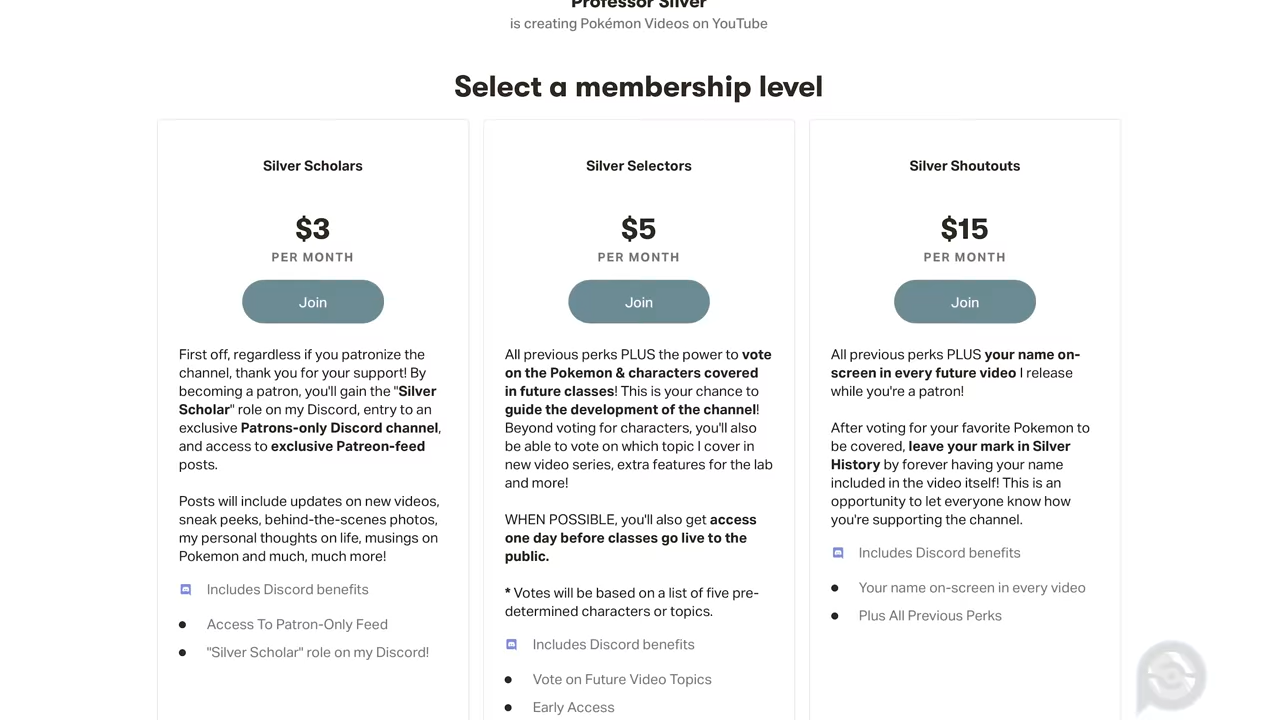 Professor Silver
is creating Pokémon Videos on YouTube
Select a membership level
Silver Scholars
$3
PER MONTH
Join
First off, regardless if you patronize the
channel, thank you for your support! By
becoming a patron, you'll gain the "Silver
Scholar" role on my Discord, entry to an
exclusive Patrons-only Discord channel,
and access to exclusive Patreon-feed
posts.
Posts will include updates on new videos,
sneak peeks, behind-the-scenes photos,
my personal thoughts on life, musings on
Pokemon and much, much more!
Includes Discord benefits
Access To Patron-Only Feed
"Silver Scholar" role on my Discord!
Silver Selectors
$5
PER MONTH
Join
All previous perks PLUS the power to vote
on the Pokemon & characters covered
in future classes! This is your chance to
guide the development of the channel!
Beyond voting for characters, you'll also
be able to vote on which topic I cover in
new video series, extra features for the lab
and more!
WHEN POSSIBLE, you'll also get access
one day before classes go live to the
public.
* Votes will be based on a list of five pre-
determined characters or topics.
Includes Discord benefits
Vote on Future Video Topics
Early Access
Silver Shoutouts
$15
PER MONTH
Join
All previous perks PLUS your name on-
screen in every future video I release
while you're a patron!
After voting for your favorite Pokemon to
be covered, leave your mark in Silver
History by forever having your name
included in the video itself! This is an
opportunity to let everyone know how
you're supporting the channel.
Includes Discord benefits
Your name on-screen in every video
Plus All Previous Perks